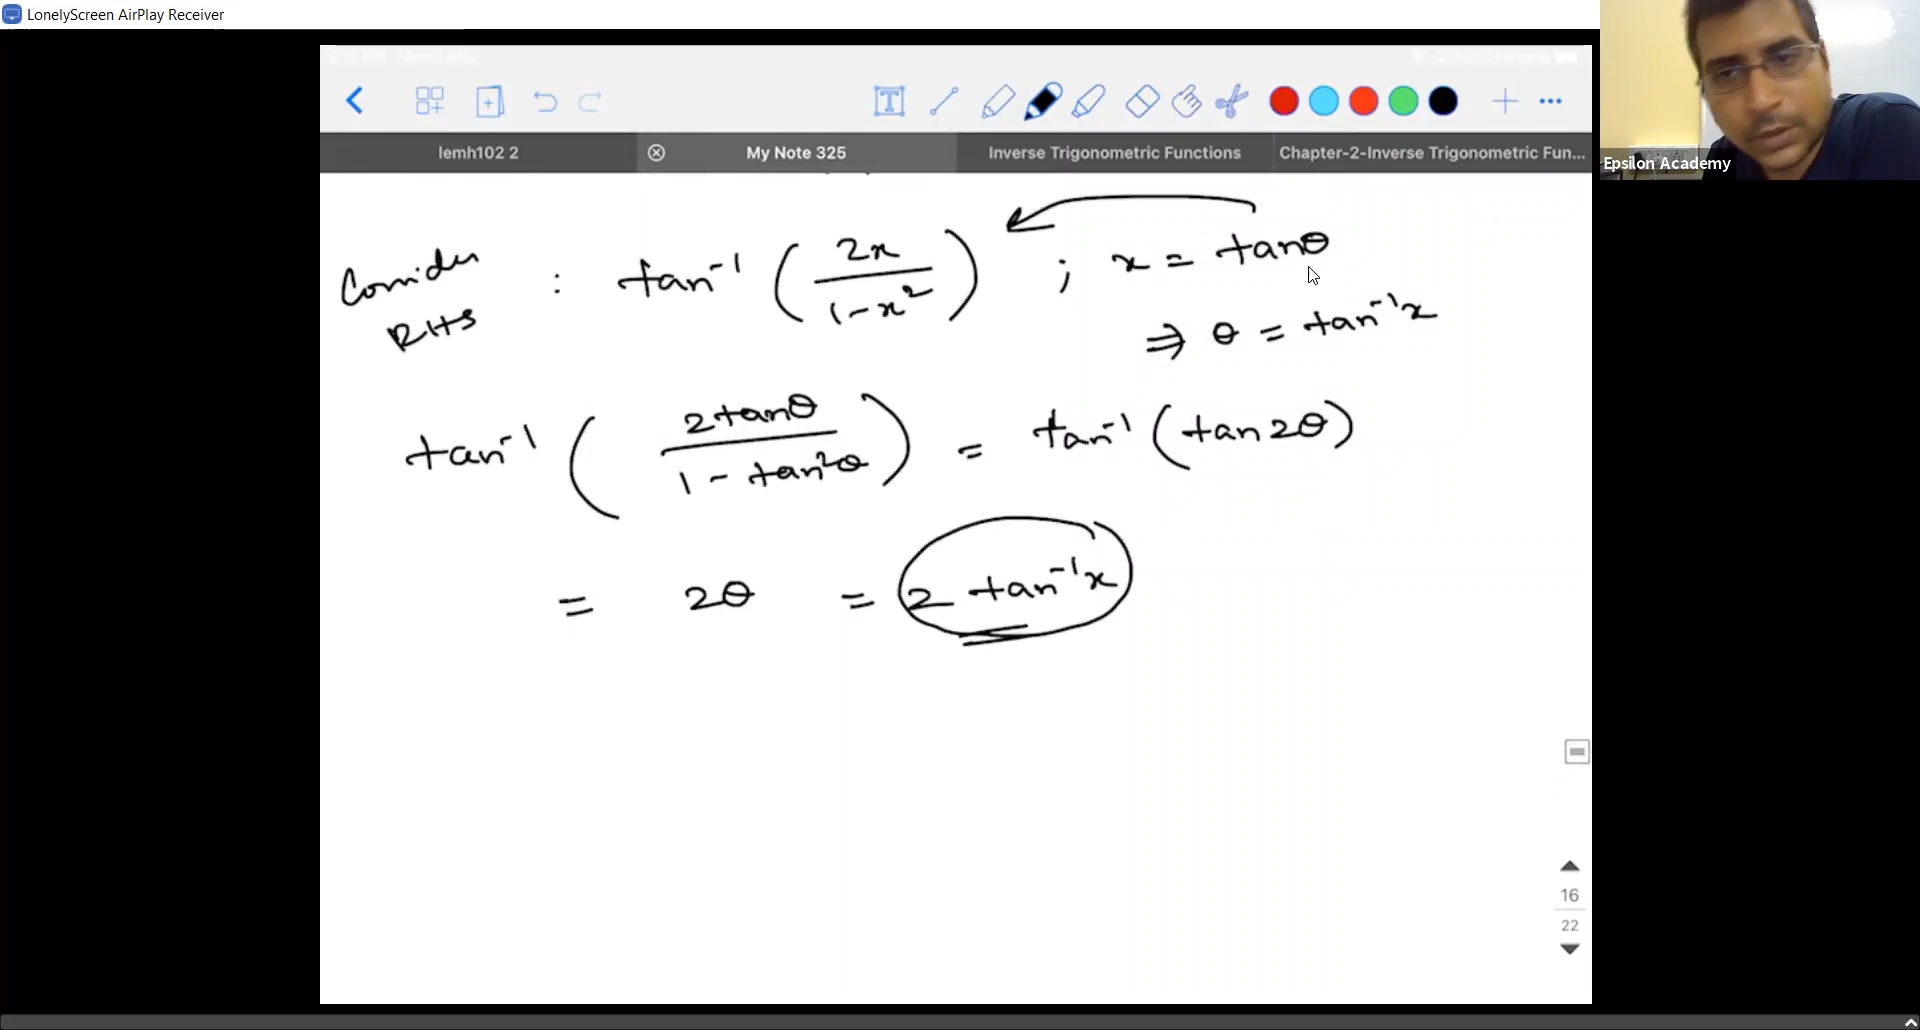 LonelyScreen AirPlay Receiver
T
lemh102 2
My Note 325
Inverse Trigonometric Functions
Chapter-2-Inverse Trigonometric Fun...
Epsilon Academy
Consider RHS : tan⁻¹ (2x / 1-x²) ; x = tanθ
⇒ θ = tan⁻¹x
tan⁻¹ (2tanθ / 1 - tan²θ) = tan⁻¹ (tan2θ)
= 2θ = 2 tan⁻¹x
16
22